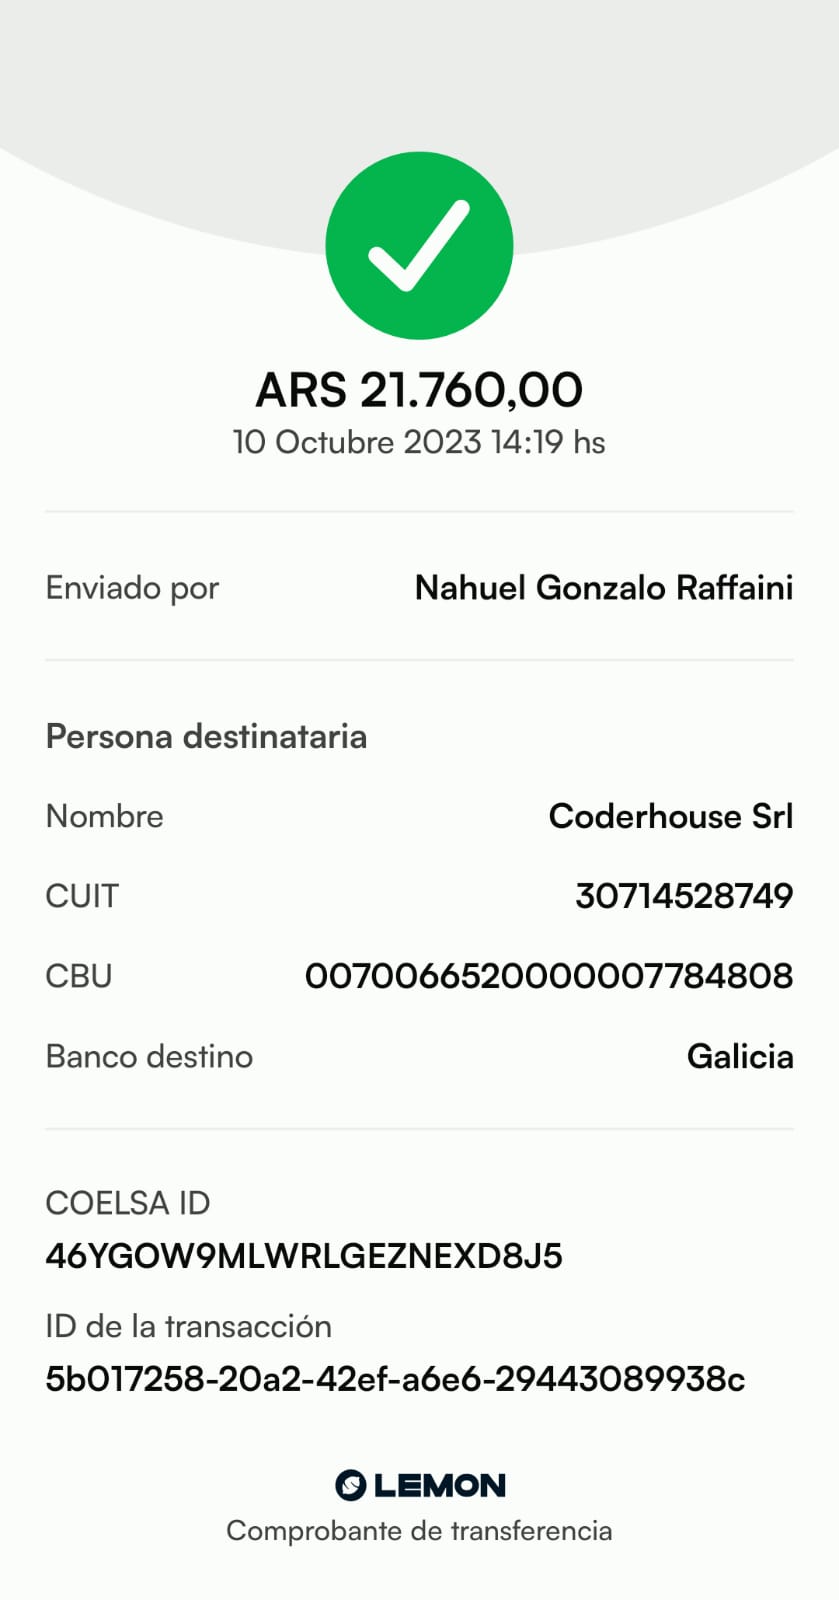 ARS 21.760,00
10 Octubre 2023 14:19 hs
Enviado por Nahuel Gonzalo Raffaini
Persona destinataria
Nombre Coderhouse Srl
CUIT 30714528749
CBU 0070066520000007784808
Banco destino Galicia
COELSA ID
46YGOW9MLWRLGEZNEXD8J5
ID de la transacción
5b017258-20a2-42ef-a6e6-29443089938c
LEMON
Comprobante de transferencia